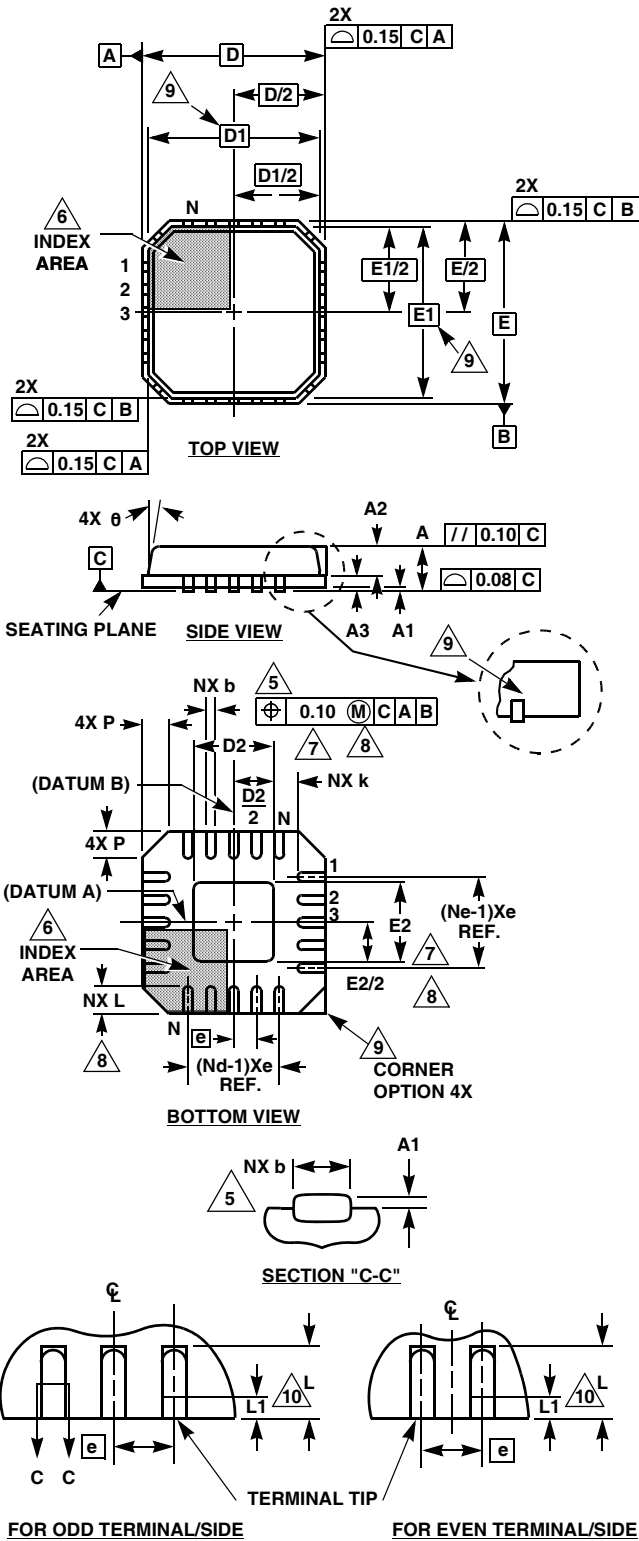 2X
⌓ 0.15 C A
A D
9 D/2
D1
D1/2
2X
⌓ 0.15 C B
N
6
INDEX
AREA
1
2
3
E1/2 E/2
E1 E
9
2X
⌓ 0.15 C B
2X
⌓ 0.15 C A
B
TOP VIEW
4X θ
A2
A // 0.10 C
C
⌓ 0.08 C
SEATING PLANE
SIDE VIEW
A3 A1
9
NX b
5
⌖ 0.10 Ⓜ C A B
4X P
D2
7 8
(DATUM B)
D2
2
N
NX k
4X P
1
(DATUM A)
2
3
E2
(Ne-1)Xe
REF.
6
INDEX
AREA
7
E2/2
8
NX L
N
e
8
9
CORNER
OPTION 4X
(Nd-1)Xe
REF.
BOTTOM VIEW
NX b
A1
5
SECTION "C-C"
℄
℄
L
10
L1
L
10
L1
e
e
C C
TERMINAL TIP
FOR ODD TERMINAL/SIDE
FOR EVEN TERMINAL/SIDE